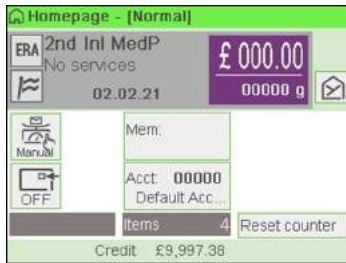 Homepage - [Normal]
ERA 2nd Inl MedP
No services
£ 000.00
02.02.21
00000 g
Manual
Mem:
OFF
Acct: 00000
Default Acc...
Items 4
Reset counter
Credit £9,997.38